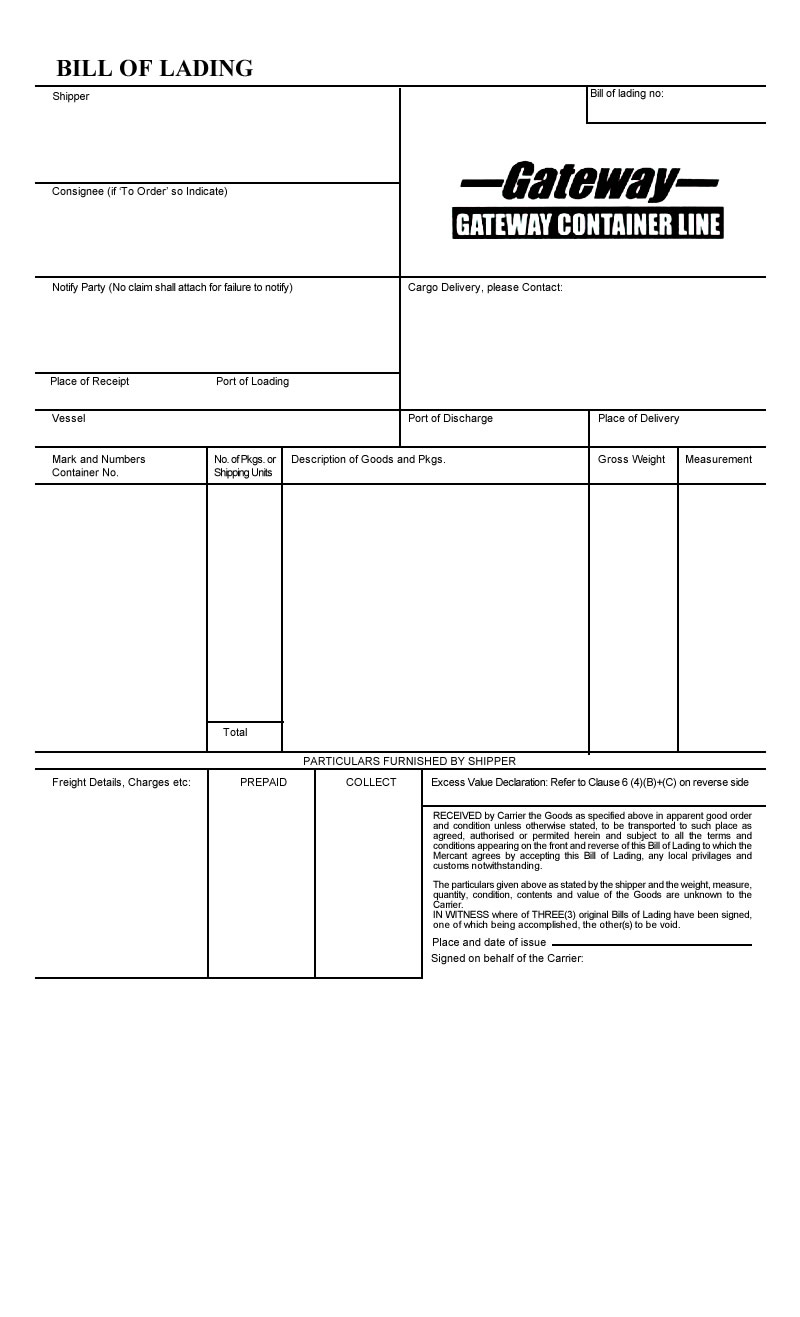 BILL OF LADING
Shipper
Bill of lading no:
Gateway
GATEWAY CONTAINER LINE
Consignee (if ‘To Order’ so Indicate)
Notify Party (No claim shall attach for failure to notify)
Cargo Delivery, please Contact:
Place of Receipt
Port of Loading
Vessel
Port of Discharge
Place of Delivery
Mark and Numbers
Container No.
No. of Pkgs. or
Shipping Units
Description of Goods and Pkgs.
Gross Weight
Measurement
Total
PARTICULARS FURNISHED BY SHIPPER
Freight Details, Charges etc:
PREPAID
COLLECT
Excess Value Declaration: Refer to Clause 6 (4)(B)+(C) on reverse side
RECEIVED by Carrier the Goods as specified above in apparent good order
and condition unless otherwise stated, to be transported to such place as
agreed, authorised or permited herein and subject to all the terms and
conditions appearing on the front and reverse of this Bill of Lading to which the
Mercant agrees by accepting this Bill of Lading, any local privilages and
customs notwithstanding.
The particulars given above as stated by the shipper and the weight, measure,
quantity, condition, contents and value of the Goods are unknown to the
Carrier.
IN WITNESS where of THREE(3) original Bills of Lading have been signed,
one of which being accomplished, the other(s) to be void.
Place and date of issue
Signed on behalf of the Carrier: